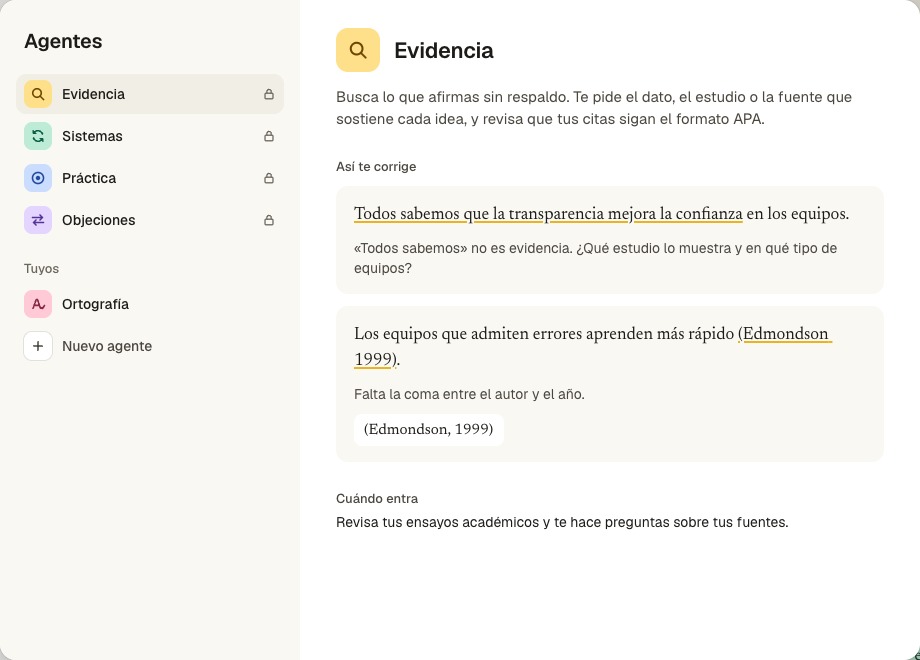 Agentes
Evidencia
Sistemas
Práctica
Objeciones
Tuyos
Ortografía
Nuevo agente
Evidencia
Busca lo que afirmas sin respaldo. Te pide el dato, el estudio o la fuente que
sostiene cada idea, y revisa que tus citas sigan el formato APA.
Así te corrige
Todos sabemos que la transparencia mejora la confianza en los equipos.
«Todos sabemos» no es evidencia. ¿Qué estudio lo muestra y en qué tipo de
equipos?
Los equipos que admiten errores aprenden más rápido (Edmondson
1999).
Falta la coma entre el autor y el año.
(Edmondson, 1999)
Cuándo entra
Revisa tus ensayos académicos y te hace preguntas sobre tus fuentes.